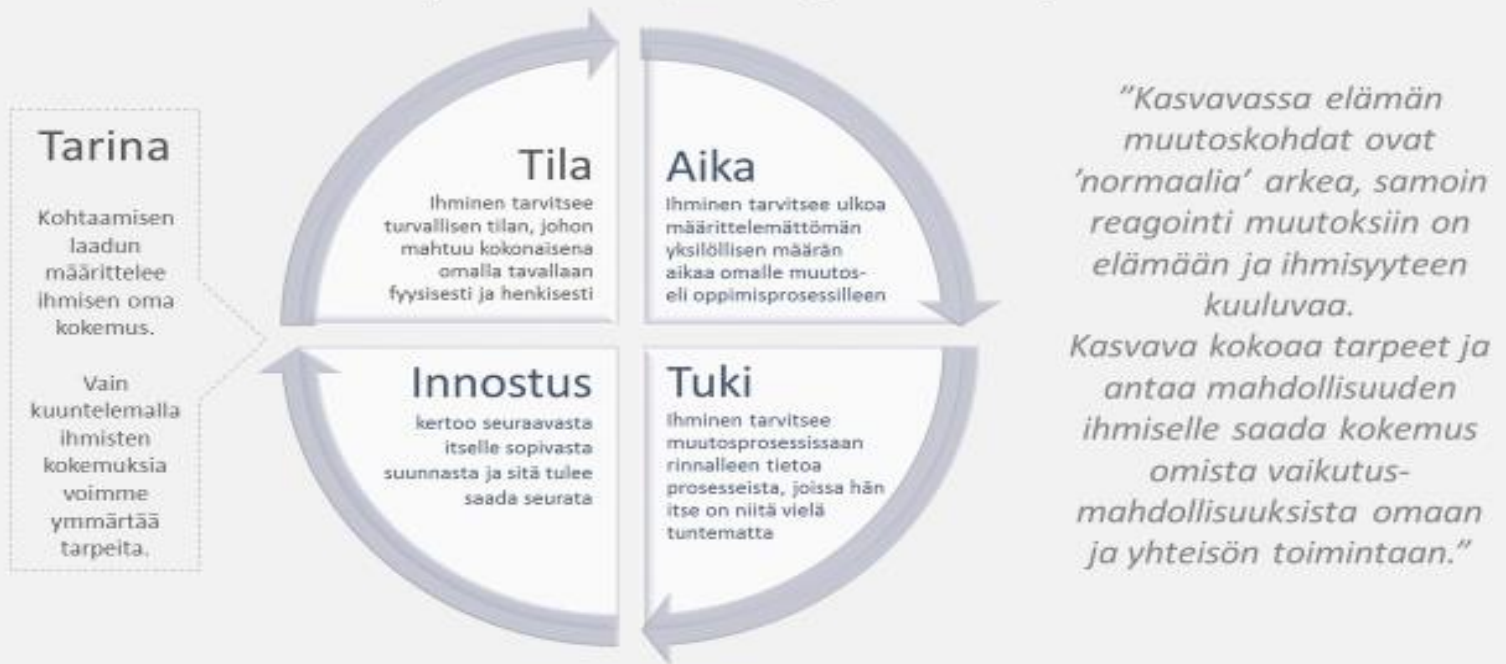 Tarina
Kohtaamisen
laadun
määrittelee
ihmisen oma
kokemus.
Vain
kuuntelemalla
ihmisten
kokemuksia
voimme
ymmärtää
tarpeita.
Tila
Ihminen tarvitsee
turvallisen tilan, johon
mahtuu kokonaisena
omalla tavallaan
fyysisesti ja henkisesti
Aika
Ihminen tarvitsee ulkoa
määrittelemättömän
yksilöllisen määrän
aikaa omalle muutos-
eli oppimisprosessilleen
Innostus
kertoo seuraavasta
itselle sopivasta
suunnasta ja sitä tulee
saada seurata
Tuki
Ihminen tarvitsee
muutosprosessissaan
rinnalleen tietoa
prosesseista, joissa hän
itse on niitä vielä
tuntematta
”Kasvavassa elämän
muutoskohdat ovat
’normaalia’ arkea, samoin
reagointi muutoksiin on
elämään ja ihmisyyteen
kuuluvaa.
Kasvava kokoaa tarpeet ja
antaa mahdollisuuden
ihmiselle saada kokemus
omista vaikutus-
mahdollisuuksista omaan
ja yhteisön toimintaan.”